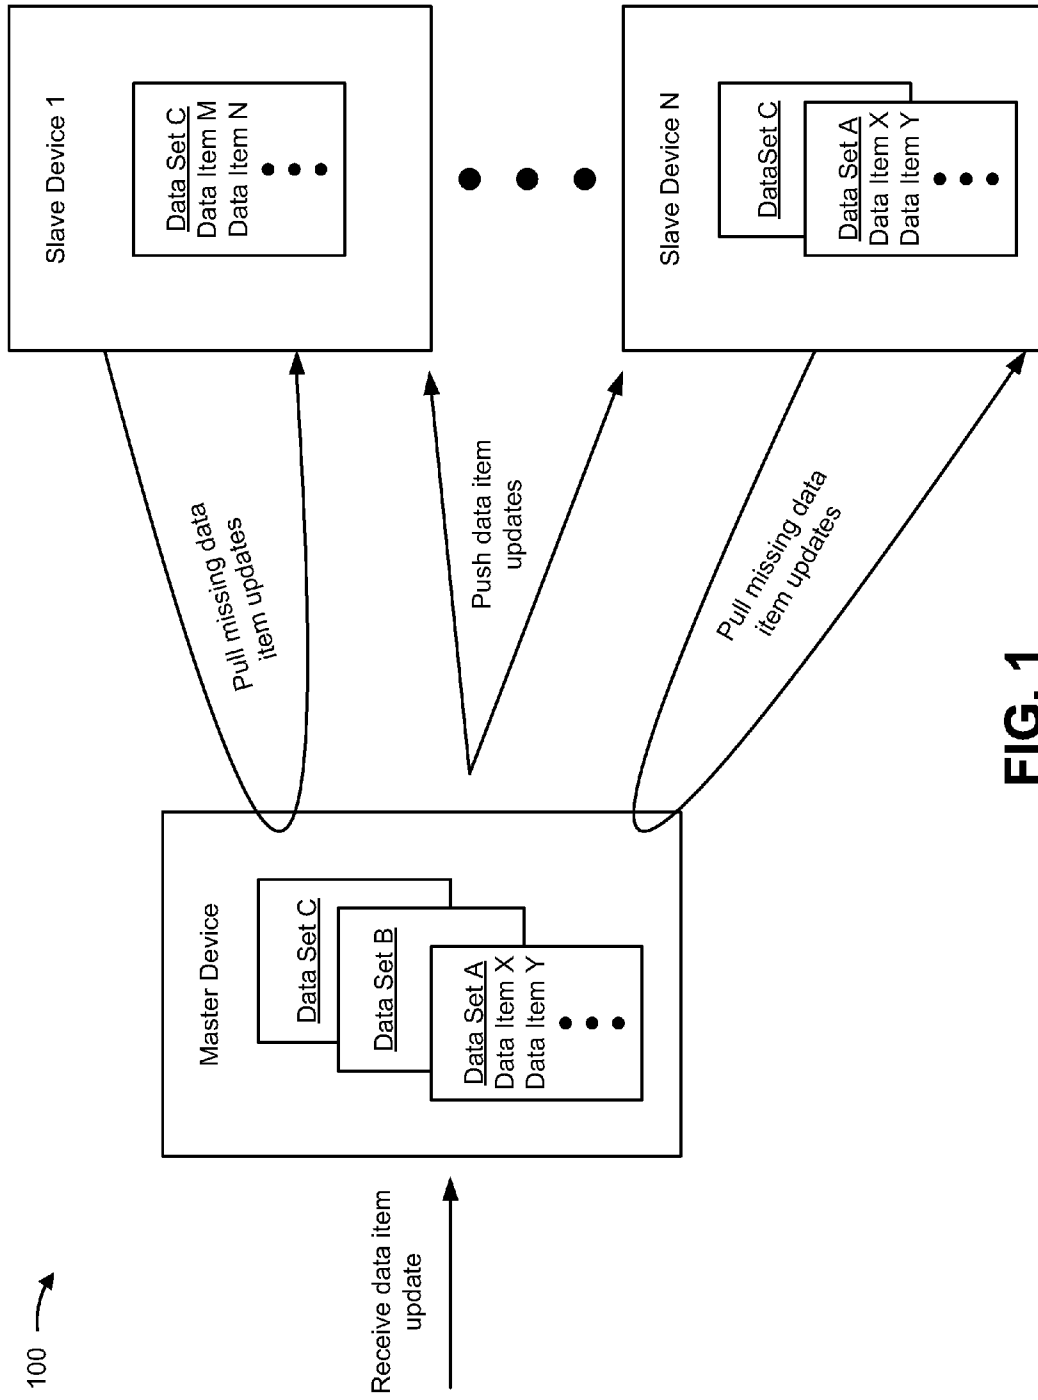 100
Receive data item
update
Master Device
Data Set C
Data Set B
Data Set A
Data Item X
Data Item Y
Pull missing data
item updates
Push data item
updates
Pull missing data
item updates
Slave Device 1
Data Set C
Data Item M
Data Item N
Slave Device N
DataSet C
Data Set A
Data Item X
Data Item Y
FIG. 1